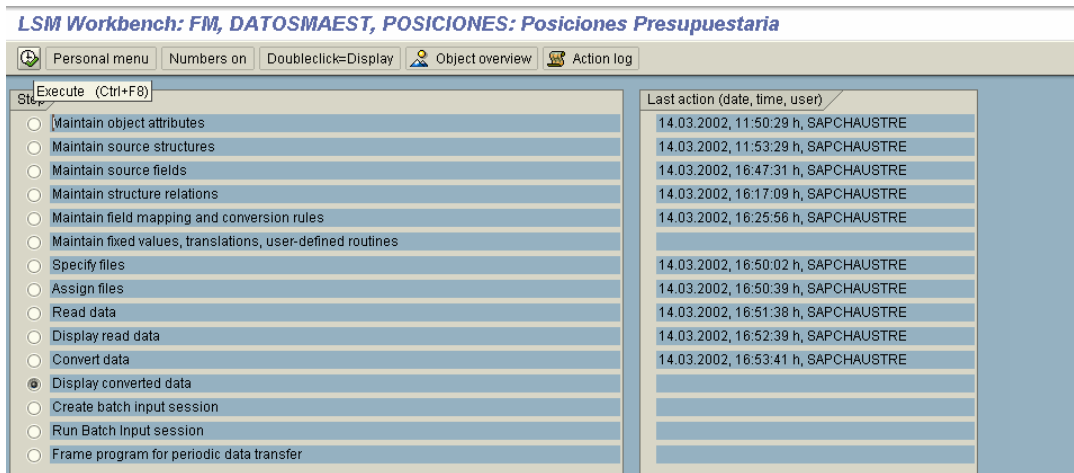 LSM Workbench: FM, DATOSMAEST, POSICIONES: Posiciones Presupuestaria
Personal menu Numbers on Doubleclick=Display Object overview Action log
Execute (Ctrl+F8)
Step Last action (date, time, user)
Maintain object attributes 14.03.2002, 11:50:29 h, SAPCHAUSTRE
Maintain source structures 14.03.2002, 11:53:29 h, SAPCHAUSTRE
Maintain source fields 14.03.2002, 16:47:31 h, SAPCHAUSTRE
Maintain structure relations 14.03.2002, 16:17:09 h, SAPCHAUSTRE
Maintain field mapping and conversion rules 14.03.2002, 16:25:56 h, SAPCHAUSTRE
Maintain fixed values, translations, user-defined routines
Specify files 14.03.2002, 16:50:02 h, SAPCHAUSTRE
Assign files 14.03.2002, 16:50:39 h, SAPCHAUSTRE
Read data 14.03.2002, 16:51:38 h, SAPCHAUSTRE
Display read data 14.03.2002, 16:52:39 h, SAPCHAUSTRE
Convert data 14.03.2002, 16:53:41 h, SAPCHAUSTRE
Display converted data
Create batch input session
Run Batch Input session
Frame program for periodic data transfer